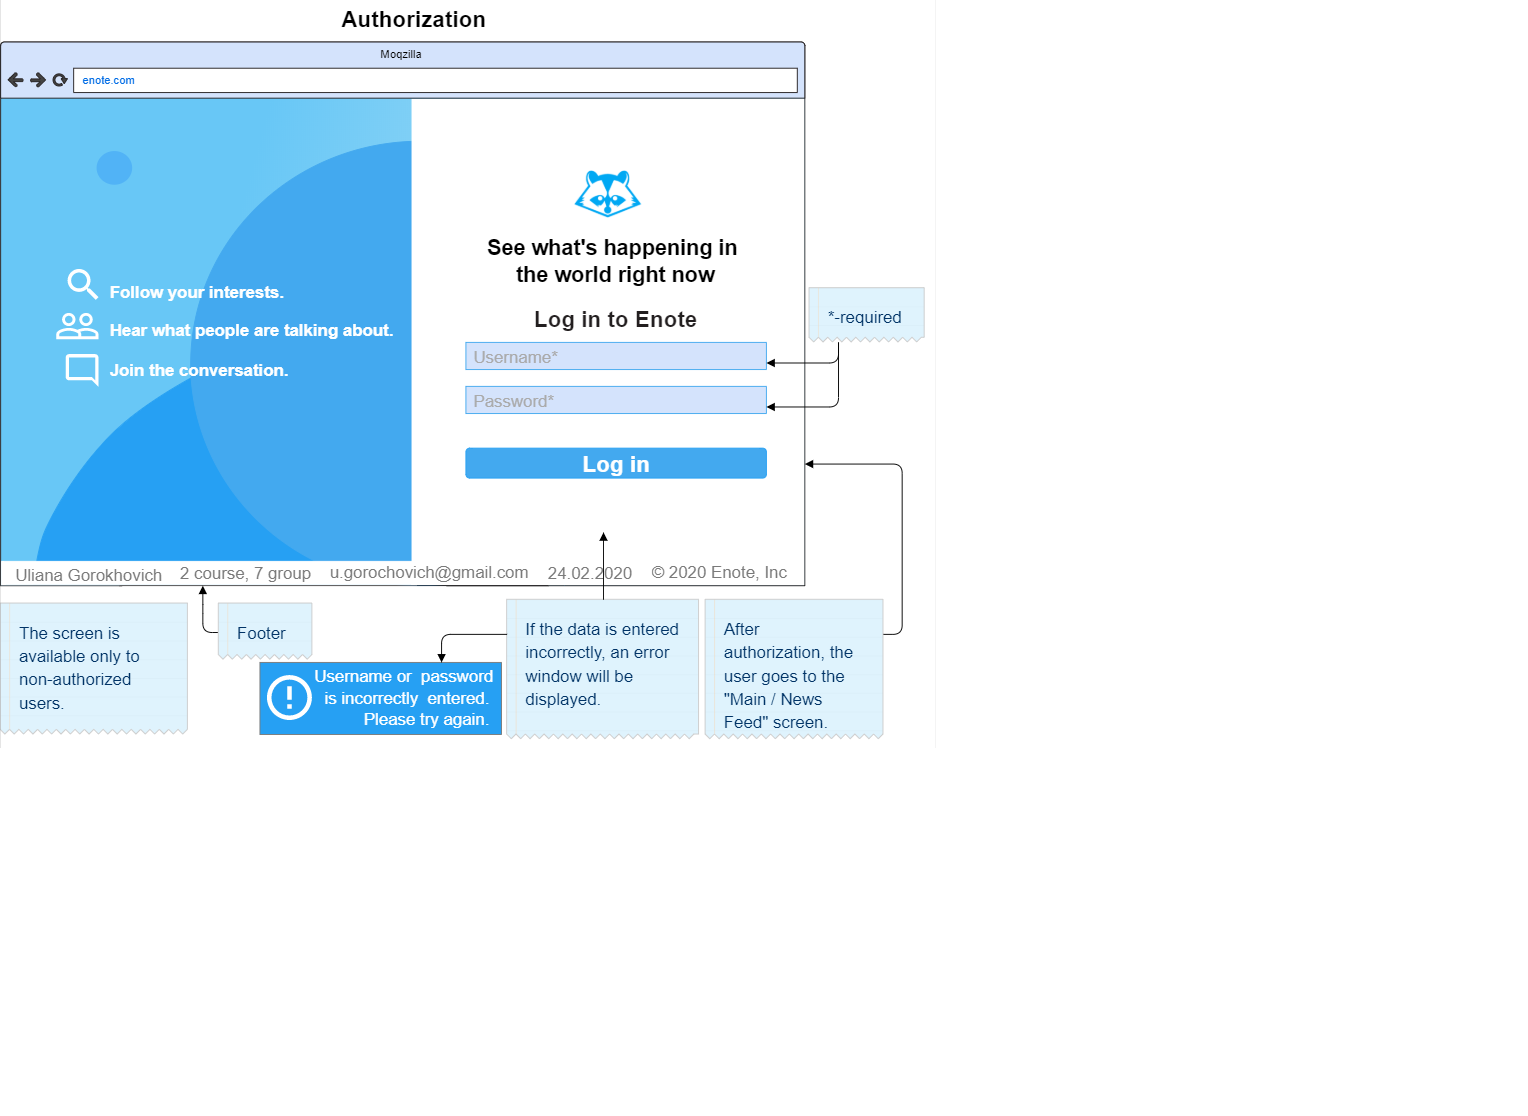 Authorization
Moqzilla
enote.com
Follow your interests.
Hear what people are talking about.
Join the conversation.
See what's happening in
the world right now
Log in to Enote
Username*
Password*
Log in
*-required
Uliana Gorokhovich
2 course, 7 group
u.gorochovich@gmail.com
24.02.2020
© 2020 Enote, Inc
The screen is
available only to
non-authorized
users.
Footer
Username or password
is incorrectly entered.
Please try again.
If the data is entered
incorrectly, an error
window will be
displayed.
After
authorization, the
user goes to the
"Main / News
Feed" screen.